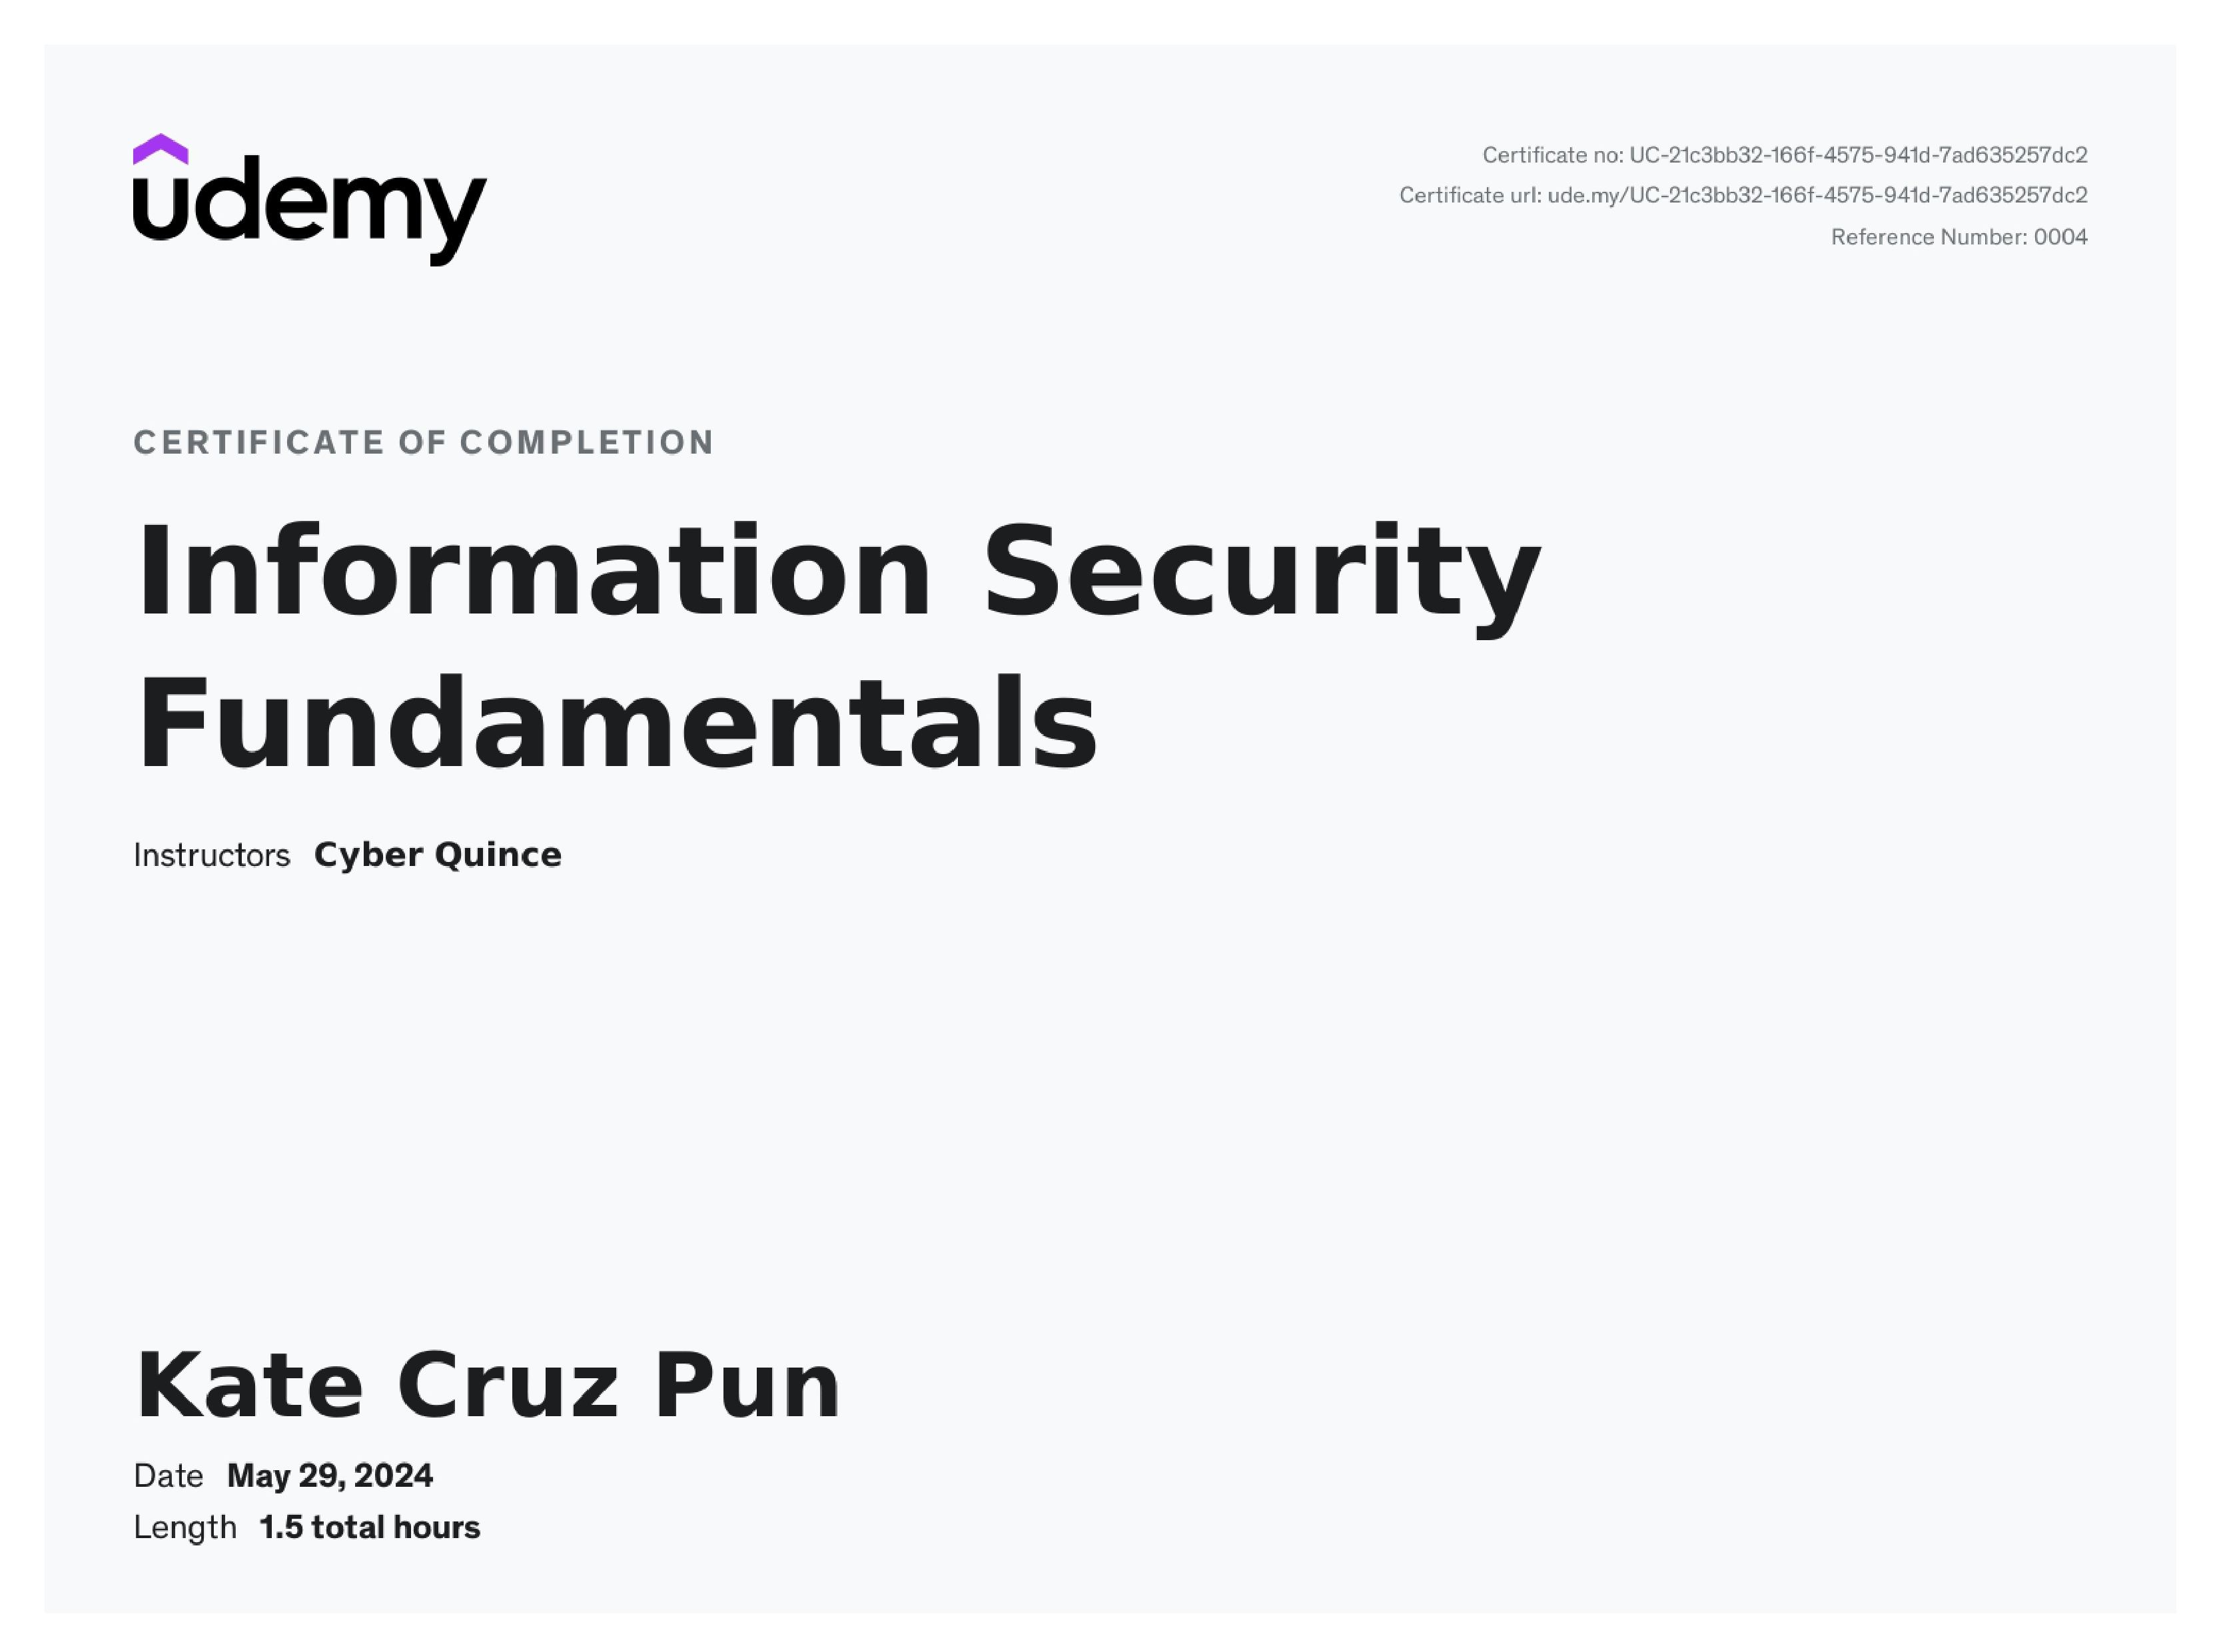 udemy
Certificate no: UC-21c3bb32-166f-4575-941d-7ad635257dc2
Certificate url: ude.my/UC-21c3bb32-166f-4575-941d-7ad635257dc2
Reference Number: 0004
CERTIFICATE OF COMPLETION
Information Security
Fundamentals
Instructors Cyber Quince
Kate Cruz Pun
Date May 29, 2024
Length 1.5 total hours